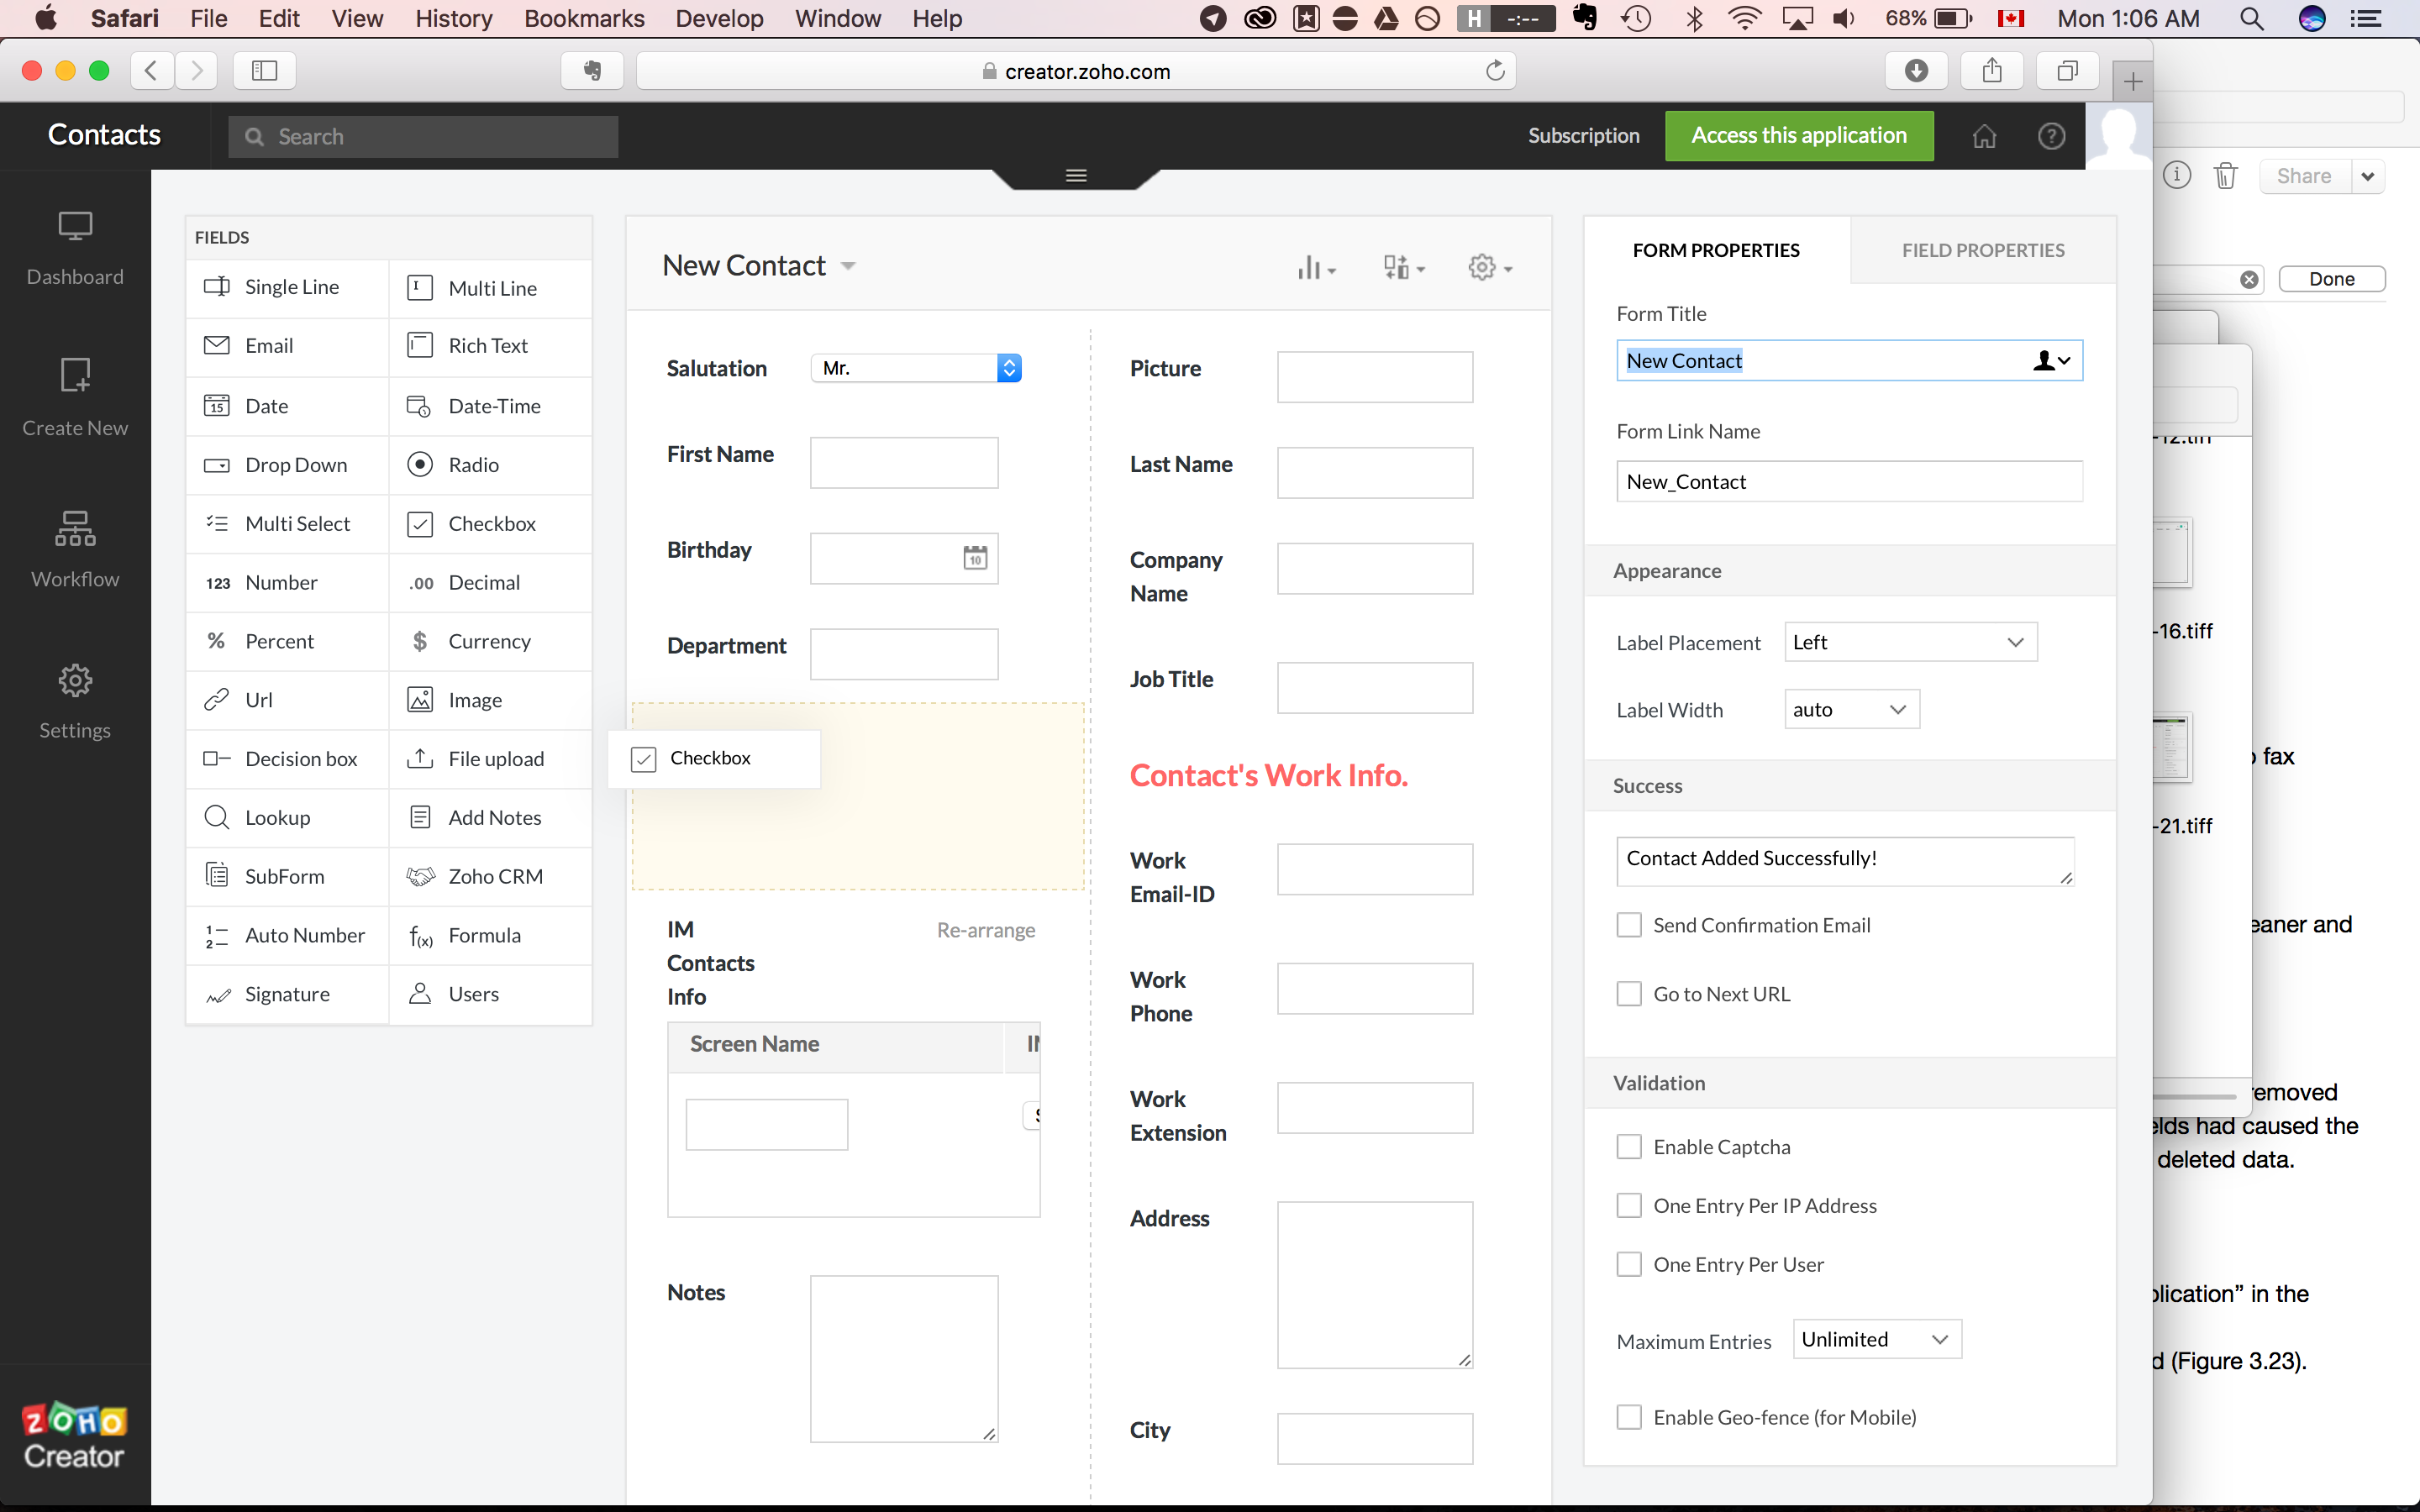 Safari File Edit View History Bookmarks Develop Window Help H -:-- 68% Mon 1:06 AM
creator.zoho.com
Contacts Search Subscription Access this application ?
Share
Done
Dashboard
Create New
Workflow
Settings
ZOHO
Creator
FIELDS
Single Line Multi Line
Email Rich Text
15 Date Date-Time
Drop Down Radio
Multi Select Checkbox
123 Number .00 Decimal
% Percent $ Currency
Url Image
Decision box File upload
Lookup Add Notes
SubForm Zoho CRM
1 2 Auto Number f(x) Formula
Signature Users
New Contact
Salutation Mr.
First Name
Birthday 10
Department
Checkbox
IM
Contacts
Info
Re-arrange
Screen Name
Notes
Picture
Last Name
Company
Name
Job Title
Contact's Work Info.
Work
Email-ID
Work
Phone
Work
Extension
Address
City
FORM PROPERTIES FIELD PROPERTIES
Form Title
New Contact
Form Link Name
New_Contact
Appearance
Label Placement Left
Label Width auto
Success
Contact Added Successfully!
Send Confirmation Email
Go to Next URL
Validation
Enable Captcha
One Entry Per IP Address
One Entry Per User
Maximum Entries Unlimited
Enable Geo-fence (for Mobile)
-16.tiff
fax
-21.tiff
eaner and
emoved
elds had caused the
deleted data.
plication” in the
d (Figure 3.23).